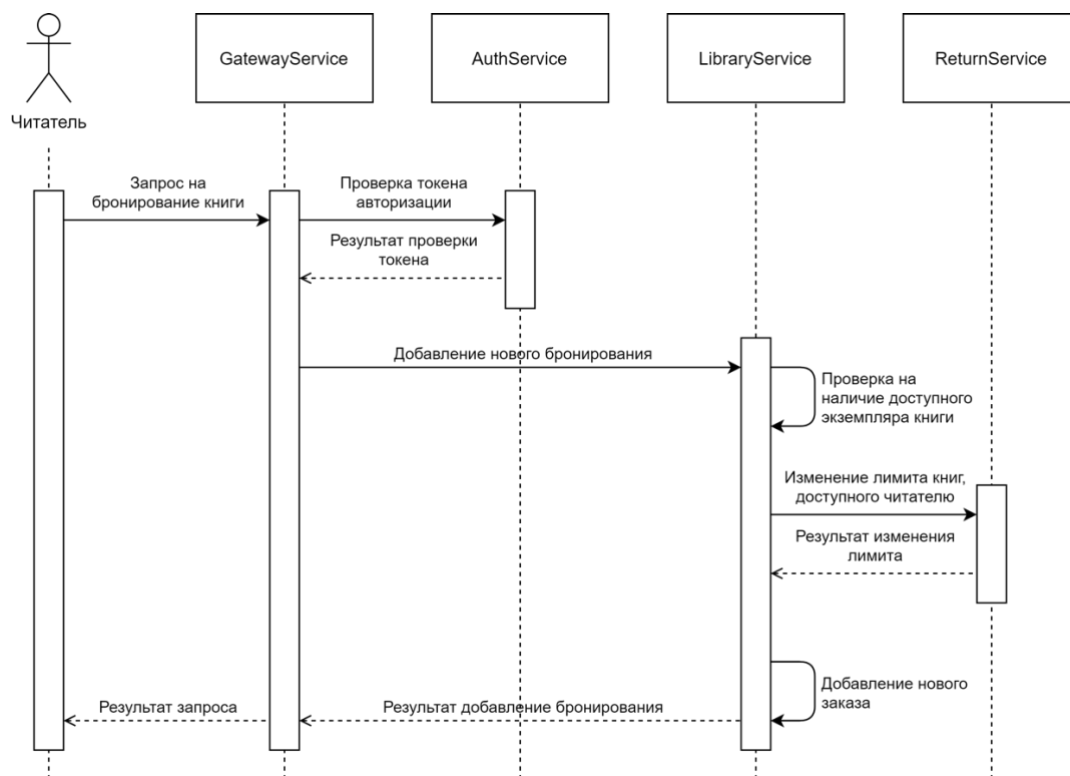 GatewayService
AuthService
LibraryService
ReturnService
Читатель
Запрос на
бронирование книги
Проверка токена
авторизации
Результат проверки
токена
Добавление нового бронирования
Проверка на
наличие доступного
экземпляра книги
Изменение лимита книг,
доступного читателю
Результат изменения
лимита
Добавление нового
заказа
Результат добавление бронирования
Результат запроса